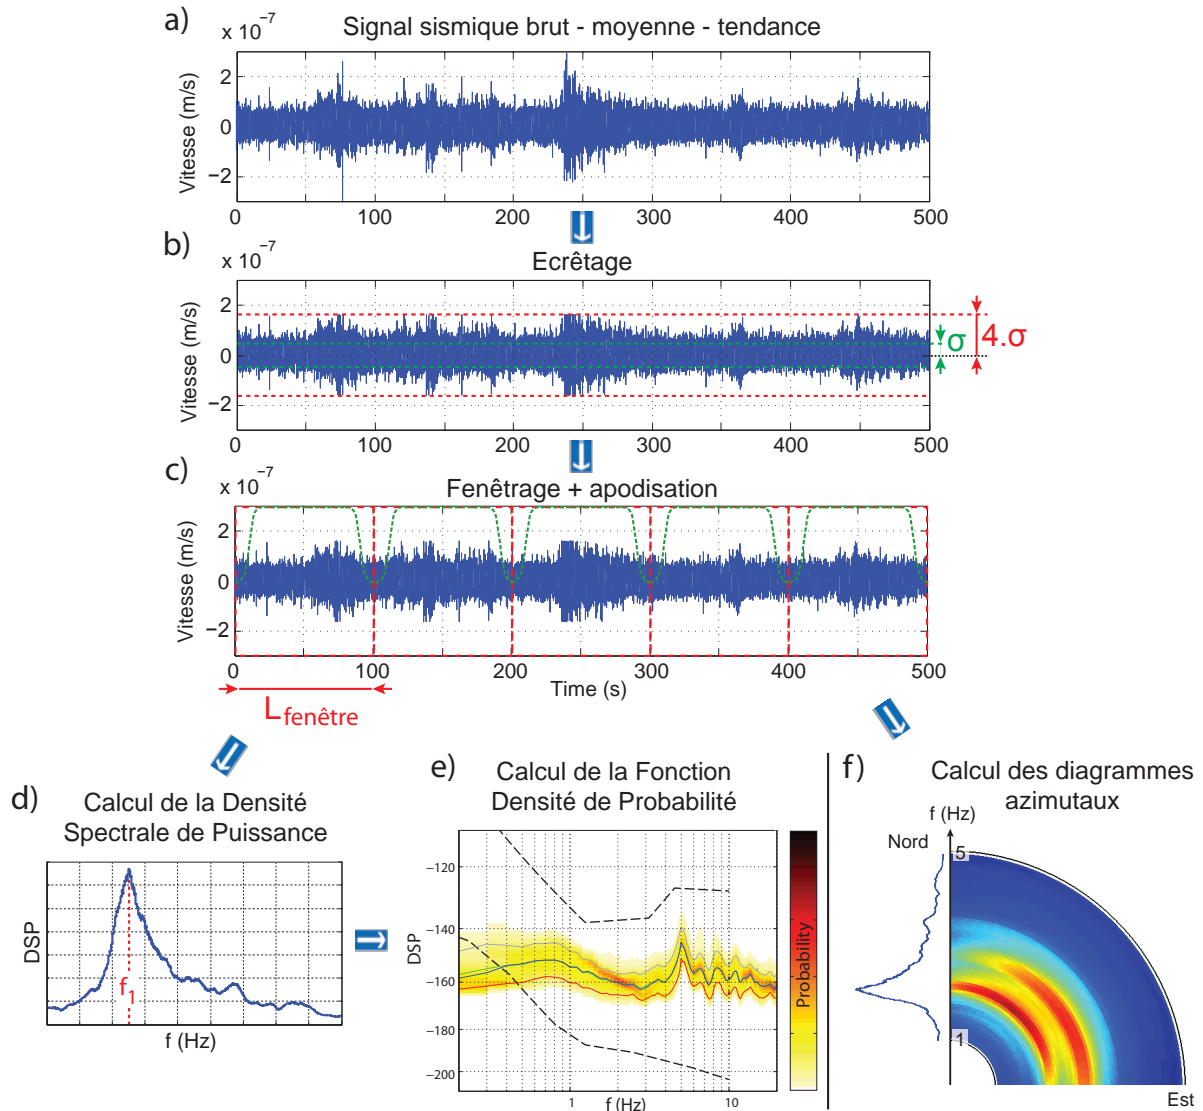 a)
Signal sismique brut - moyenne - tendance
x 10⁻⁷
Vitesse (m/s)
2
0
−2
0 100 200 300 400 500
b)
x 10⁻⁷
Ecrêtage
Vitesse (m/s)
2
0
−2
σ
4.σ
0 100 200 300 400 500
c)
x 10⁻⁷
Fenêtrage + apodisation
Vitesse (m/s)
2
0
−2
0 100 200 300 400 500
Time (s)
L fenêtre
d)
Calcul de la Densité
Spectrale de Puissance
DSP
f1
f (Hz)
e)
Calcul de la Fonction
Densité de Probabilité
DSP
−120
−140
−160
−180
−200
1 10
f (Hz)
Probability
f)
Calcul des diagrammes
azimutaux
f (Hz)
Nord
5
1
Est